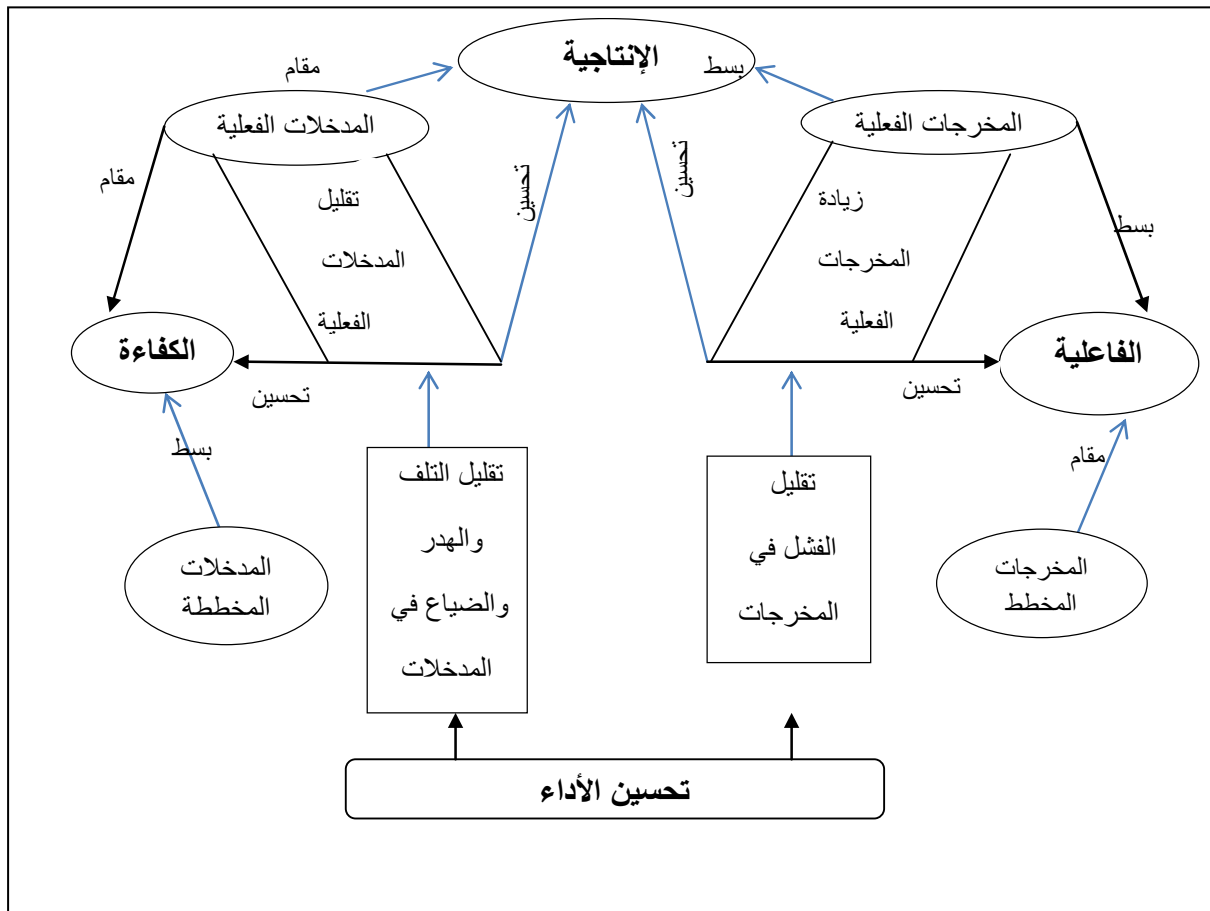 الإنتاجية
بسط
مقام
المخرجات الفعلية
المدخلات الفعلية
زيادة
المخرجات
الفعلية
تقليل
المدخلات
الفعلية
تحسين
تحسين
بسط
مقام
الفاعلية
الكفاءة
تحسين
تحسين
مقام
بسط
المخرجات
المخطط
تقليل
الفشل في
المخرجات
تقليل التلف
والهدر
والضياع في
المدخلات
المدخلات
المخططة
تحسين الأداء